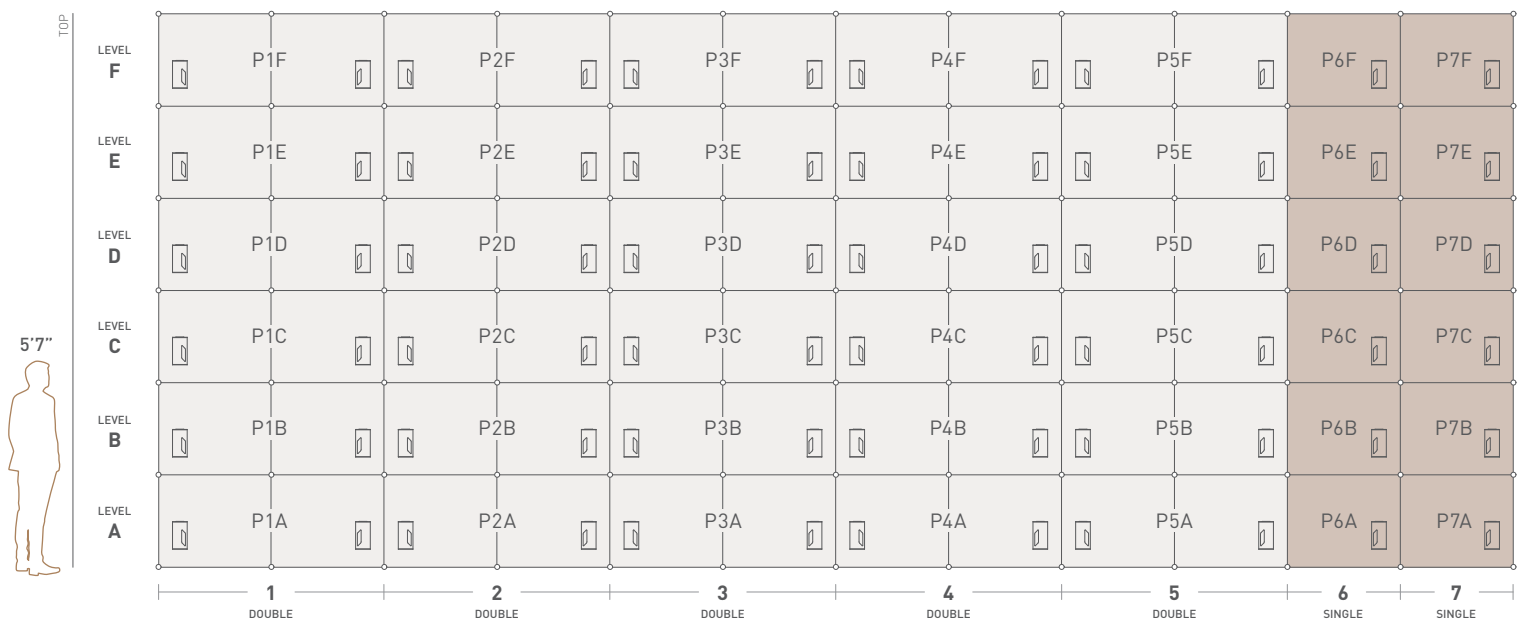 TOP
LEVEL
F
P1F P2F P3F P4F P5F P6F P7F
LEVEL
E
P1E P2E P3E P4E P5E P6E P7E
LEVEL
D
P1D P2D P3D P4D P5D P6D P7D
LEVEL
C
P1C P2C P3C P4C P5C P6C P7C
5'7"
LEVEL
B
P1B P2B P3B P4B P5B P6B P7B
LEVEL
A
P1A P2A P3A P4A P5A P6A P7A
1 2 3 4 5 6 7
DOUBLE DOUBLE DOUBLE DOUBLE DOUBLE SINGLE SINGLE